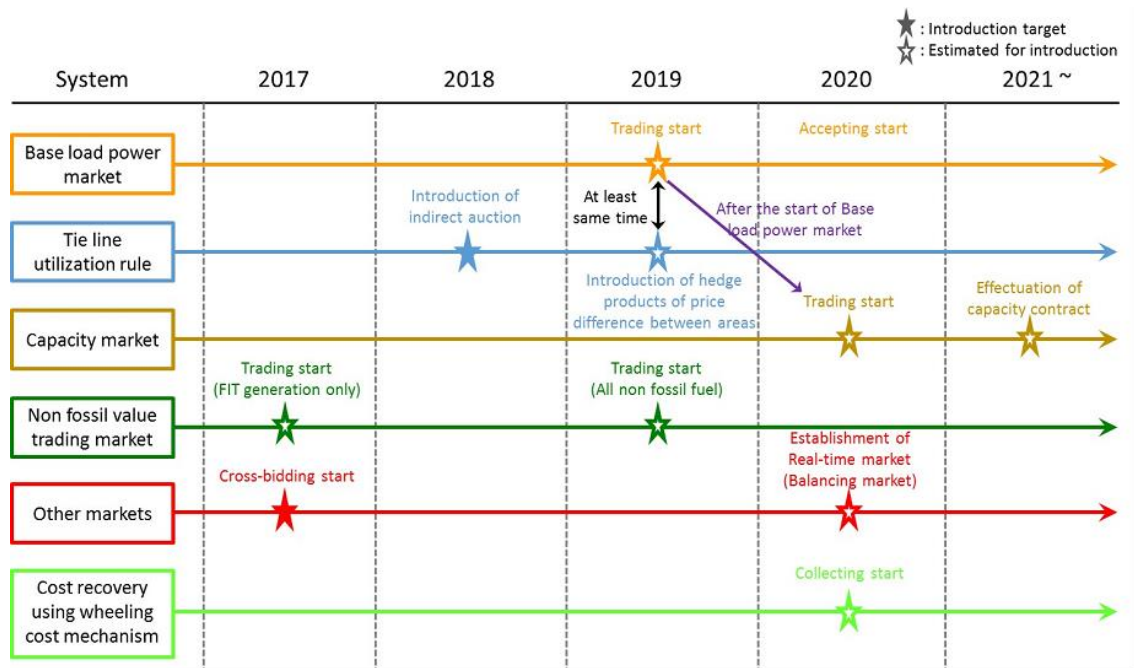 ★: Introduction target
☆: Estimated for introduction
System 2017 2018 2019 2020 2021 ~
Trading start Accepting start
Base load power
market
Introduction of
indirect auction
At least
same time
After the start of Base
load power market
Tie line
utilization rule
Introduction of hedge
products of price
difference between areas
Trading start
Effectuation of
capacity contract
Capacity market
Trading start
(FIT generation only)
Trading start
(All non fossil fuel)
Non fossil value
trading market
Establishment of
Real-time market
(Balancing market)
Cross-bidding start
Other markets
Collecting start
Cost recovery
using wheeling
cost mechanism